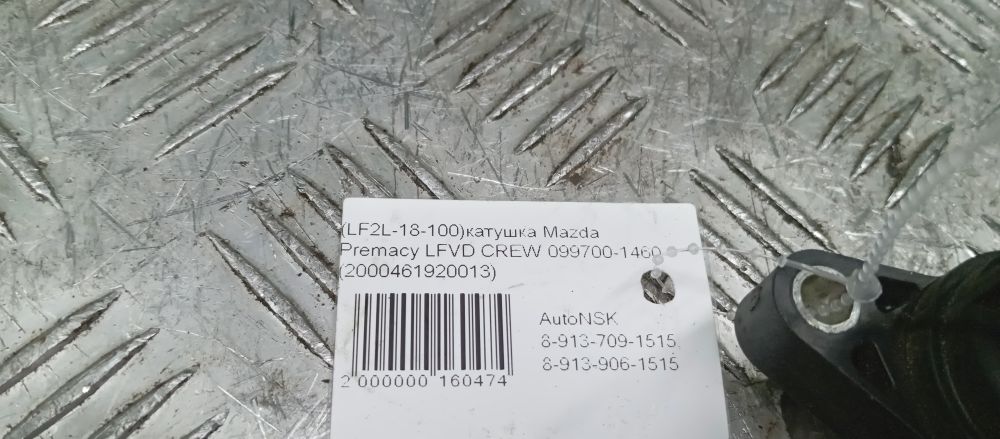 (LF2L-18-100)катушка Mazda
Premacy LFVD CREW 099700-1460
(2000461920013)
AutoNSK
8-913-709-1515
8-913-906-1515
2 000000 160474